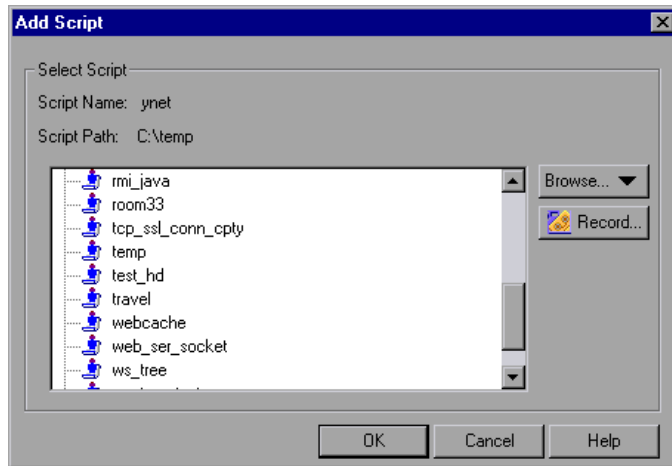 Add Script
Select Script
Script Name: ynet
Script Path: C:\temp
rmi_java
room33
tcp_ssl_conn_cpty
temp
test_hd
travel
webcache
web_ser_socket
ws_tree
Browse...
Record...
OK
Cancel
Help